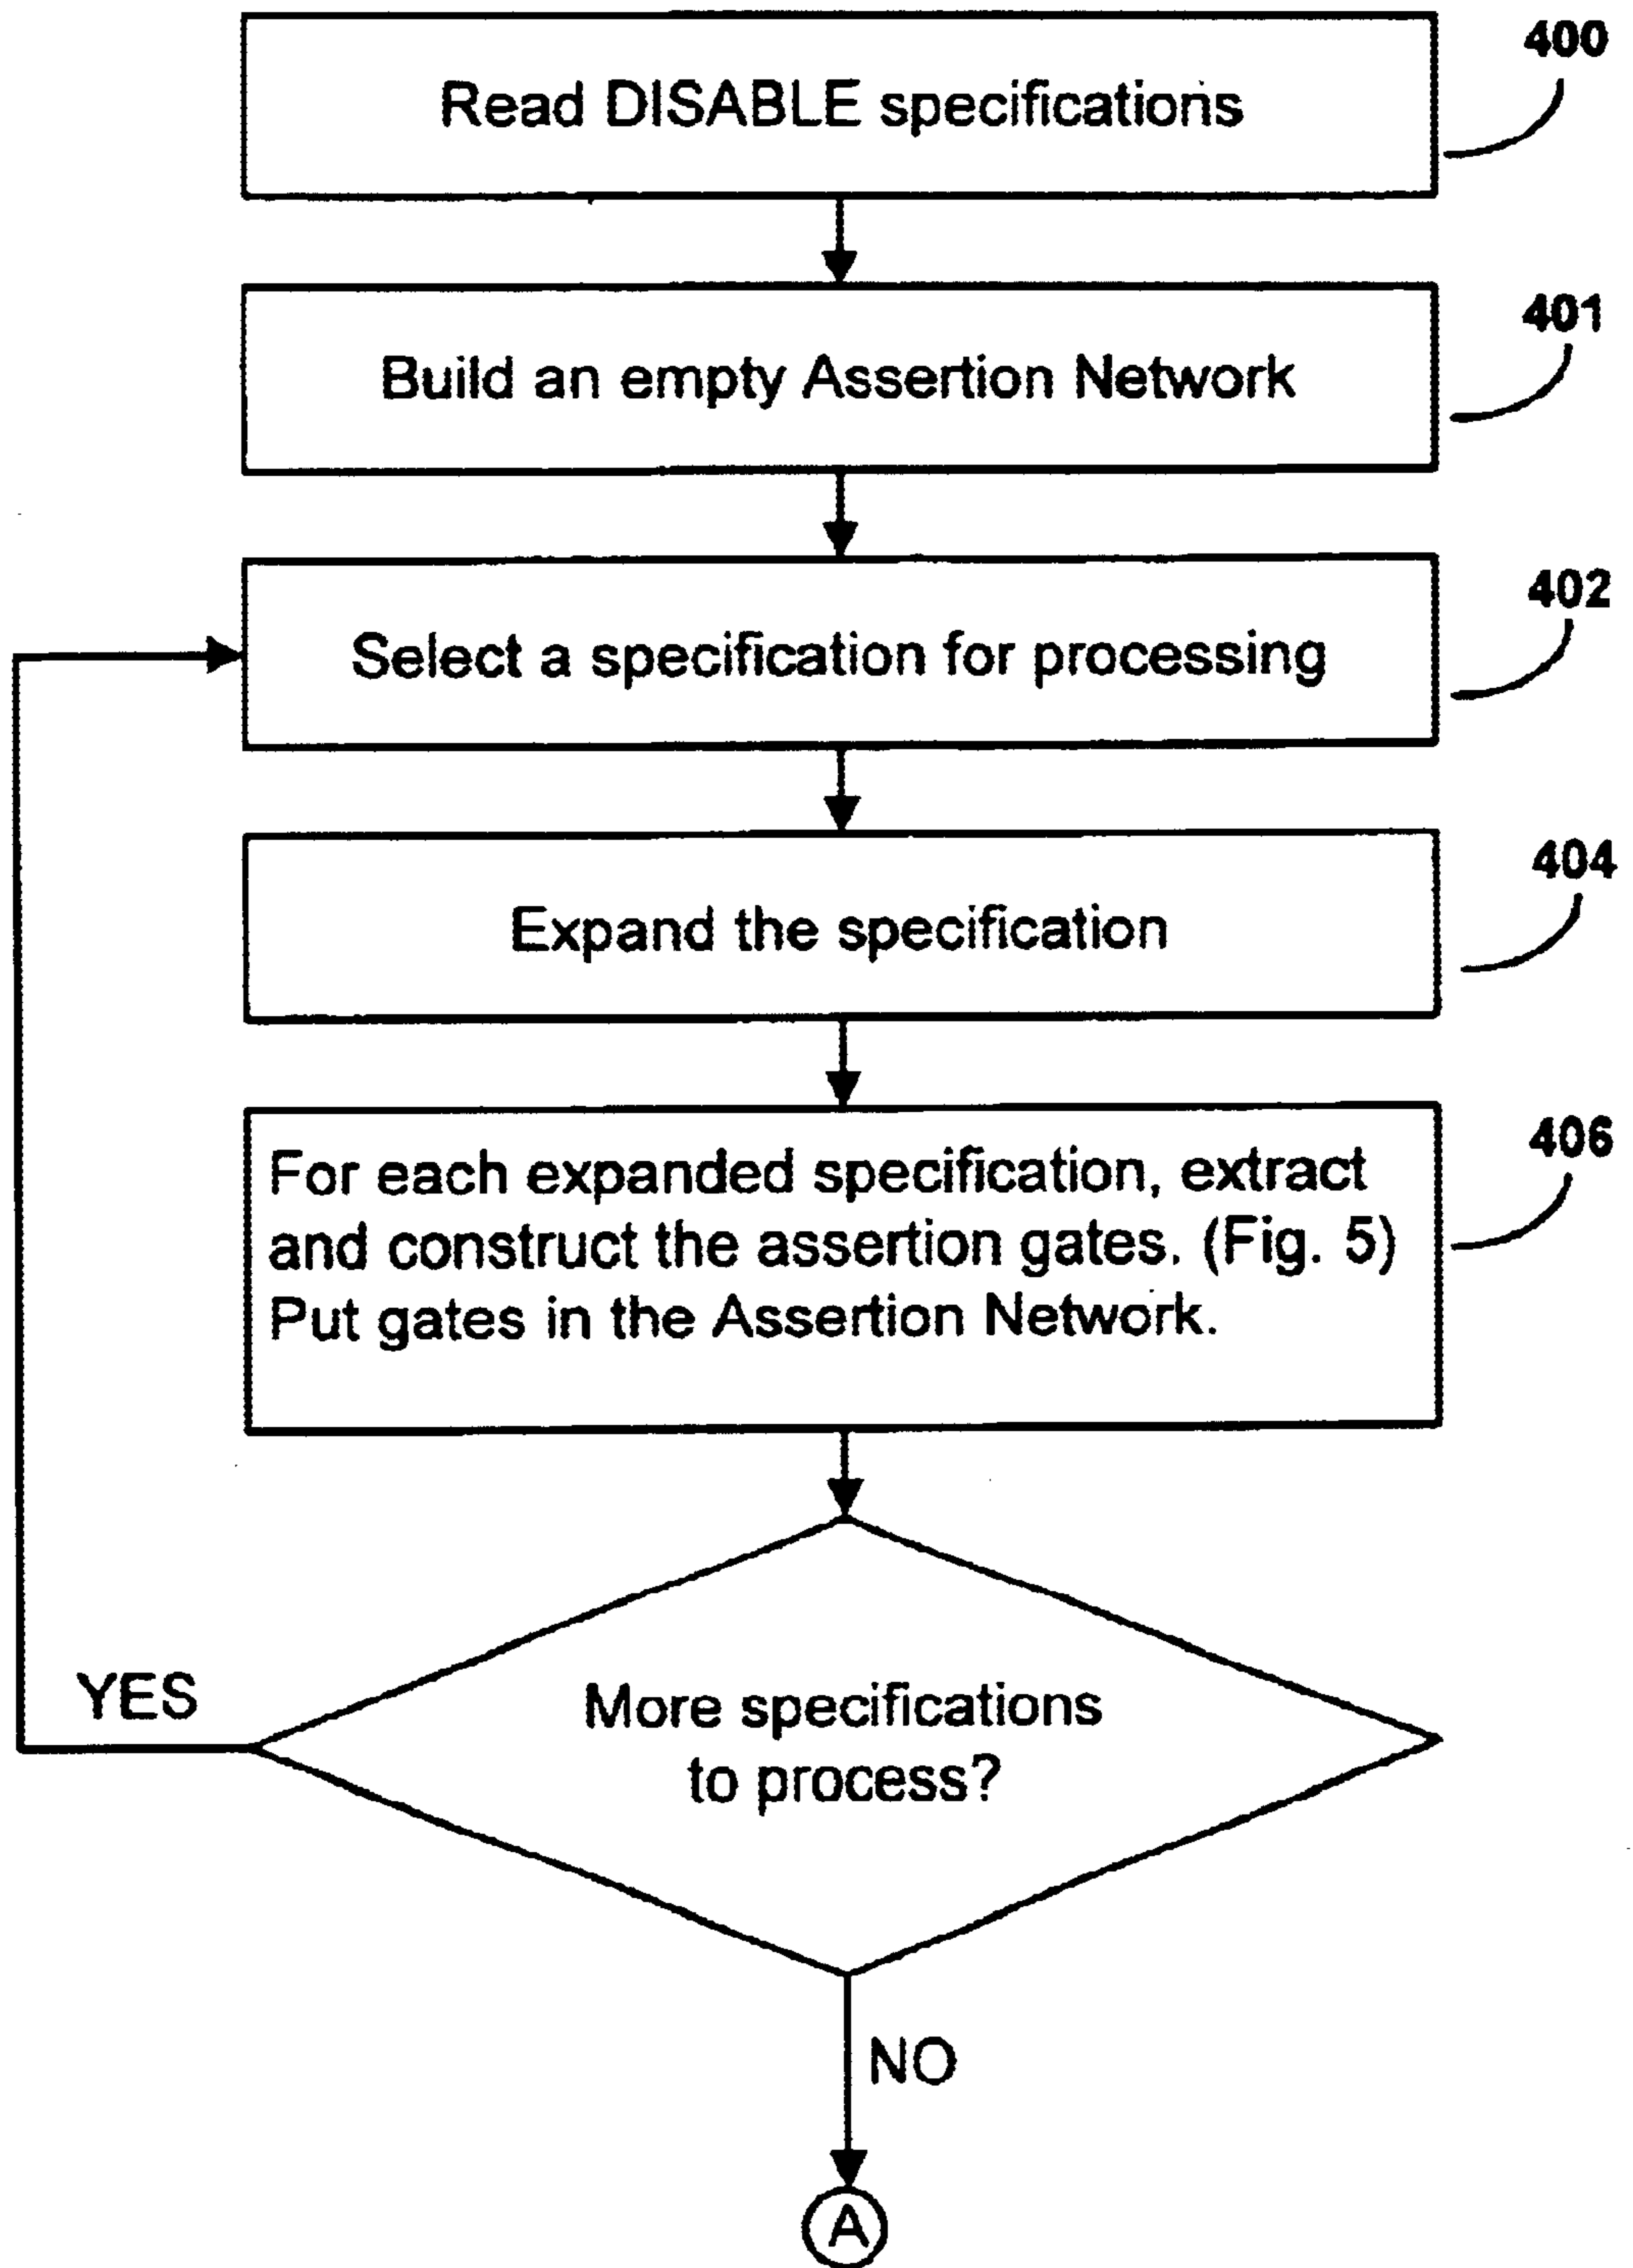 400
Read DISABLE specifications
401
Build an empty Assertion Network
402
Select a specification for processing
404
Expand the specification
406
For each expanded specification, extract
and construct the assertion gates. (Fig. 5)
Put gates in the Assertion Network.
YES
More specifications
to process?
NO
A